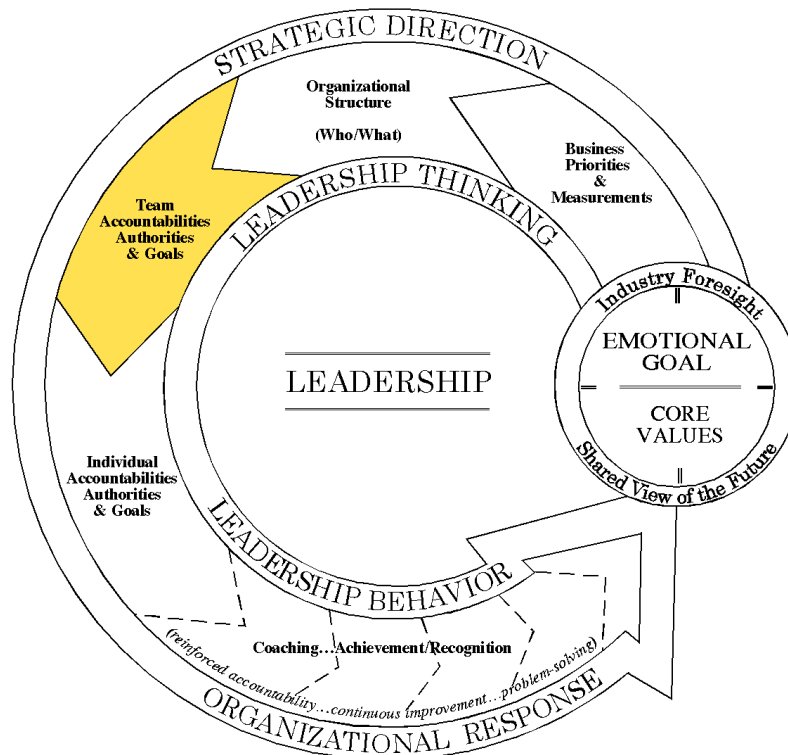 STRATEGIC DIRECTION
Organizational
Structure
(Who/What)
Business
Priorities
&
Measurements
Team
Accountabilities
Authorities
& Goals
LEADERSHIP THINKING
Industry Foresight
EMOTIONAL
GOAL
CORE
VALUES
Shared View of the Future
LEADERSHIP
Individual
Accountabilities
Authorities
& Goals
LEADERSHIP BEHAVIOR
Coaching...Achievement/Recognition
(reinforced accountability...continuous improvement...problem-solving)
ORGANIZATIONAL RESPONSE